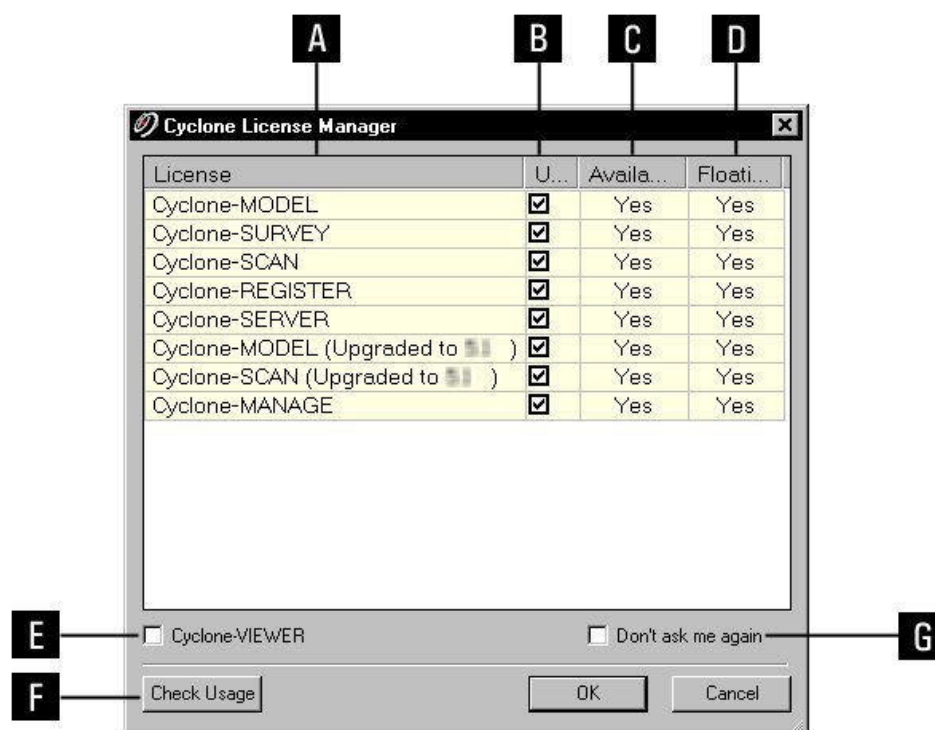 A B C D
Cyclone License Manager
License U... Availa... Floati...
Cyclone-MODEL Yes Yes
Cyclone-SURVEY Yes Yes
Cyclone-SCAN Yes Yes
Cyclone-REGISTER Yes Yes
Cyclone-SERVER Yes Yes
Cyclone-MODEL (Upgraded to ) Yes Yes
Cyclone-SCAN (Upgraded to ) Yes Yes
Cyclone-MANAGE Yes Yes
E Cyclone-VIEWER Don't ask me again G
F Check Usage OK Cancel